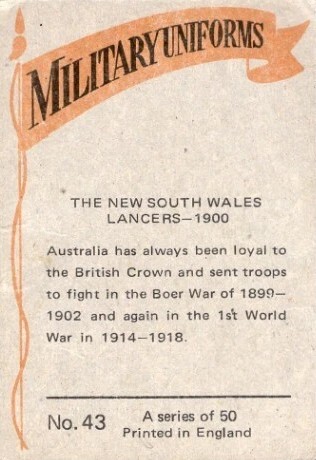 MILITARY UNIFORMS
THE NEW SOUTH WALES
LANCERS—1900
Australia has always been loyal to
the British Crown and sent troops
to fight in the Boer War of 1899—
1902 and again in the 1st World
War in 1914—1918.
No. 43
A series of 50
Printed in England